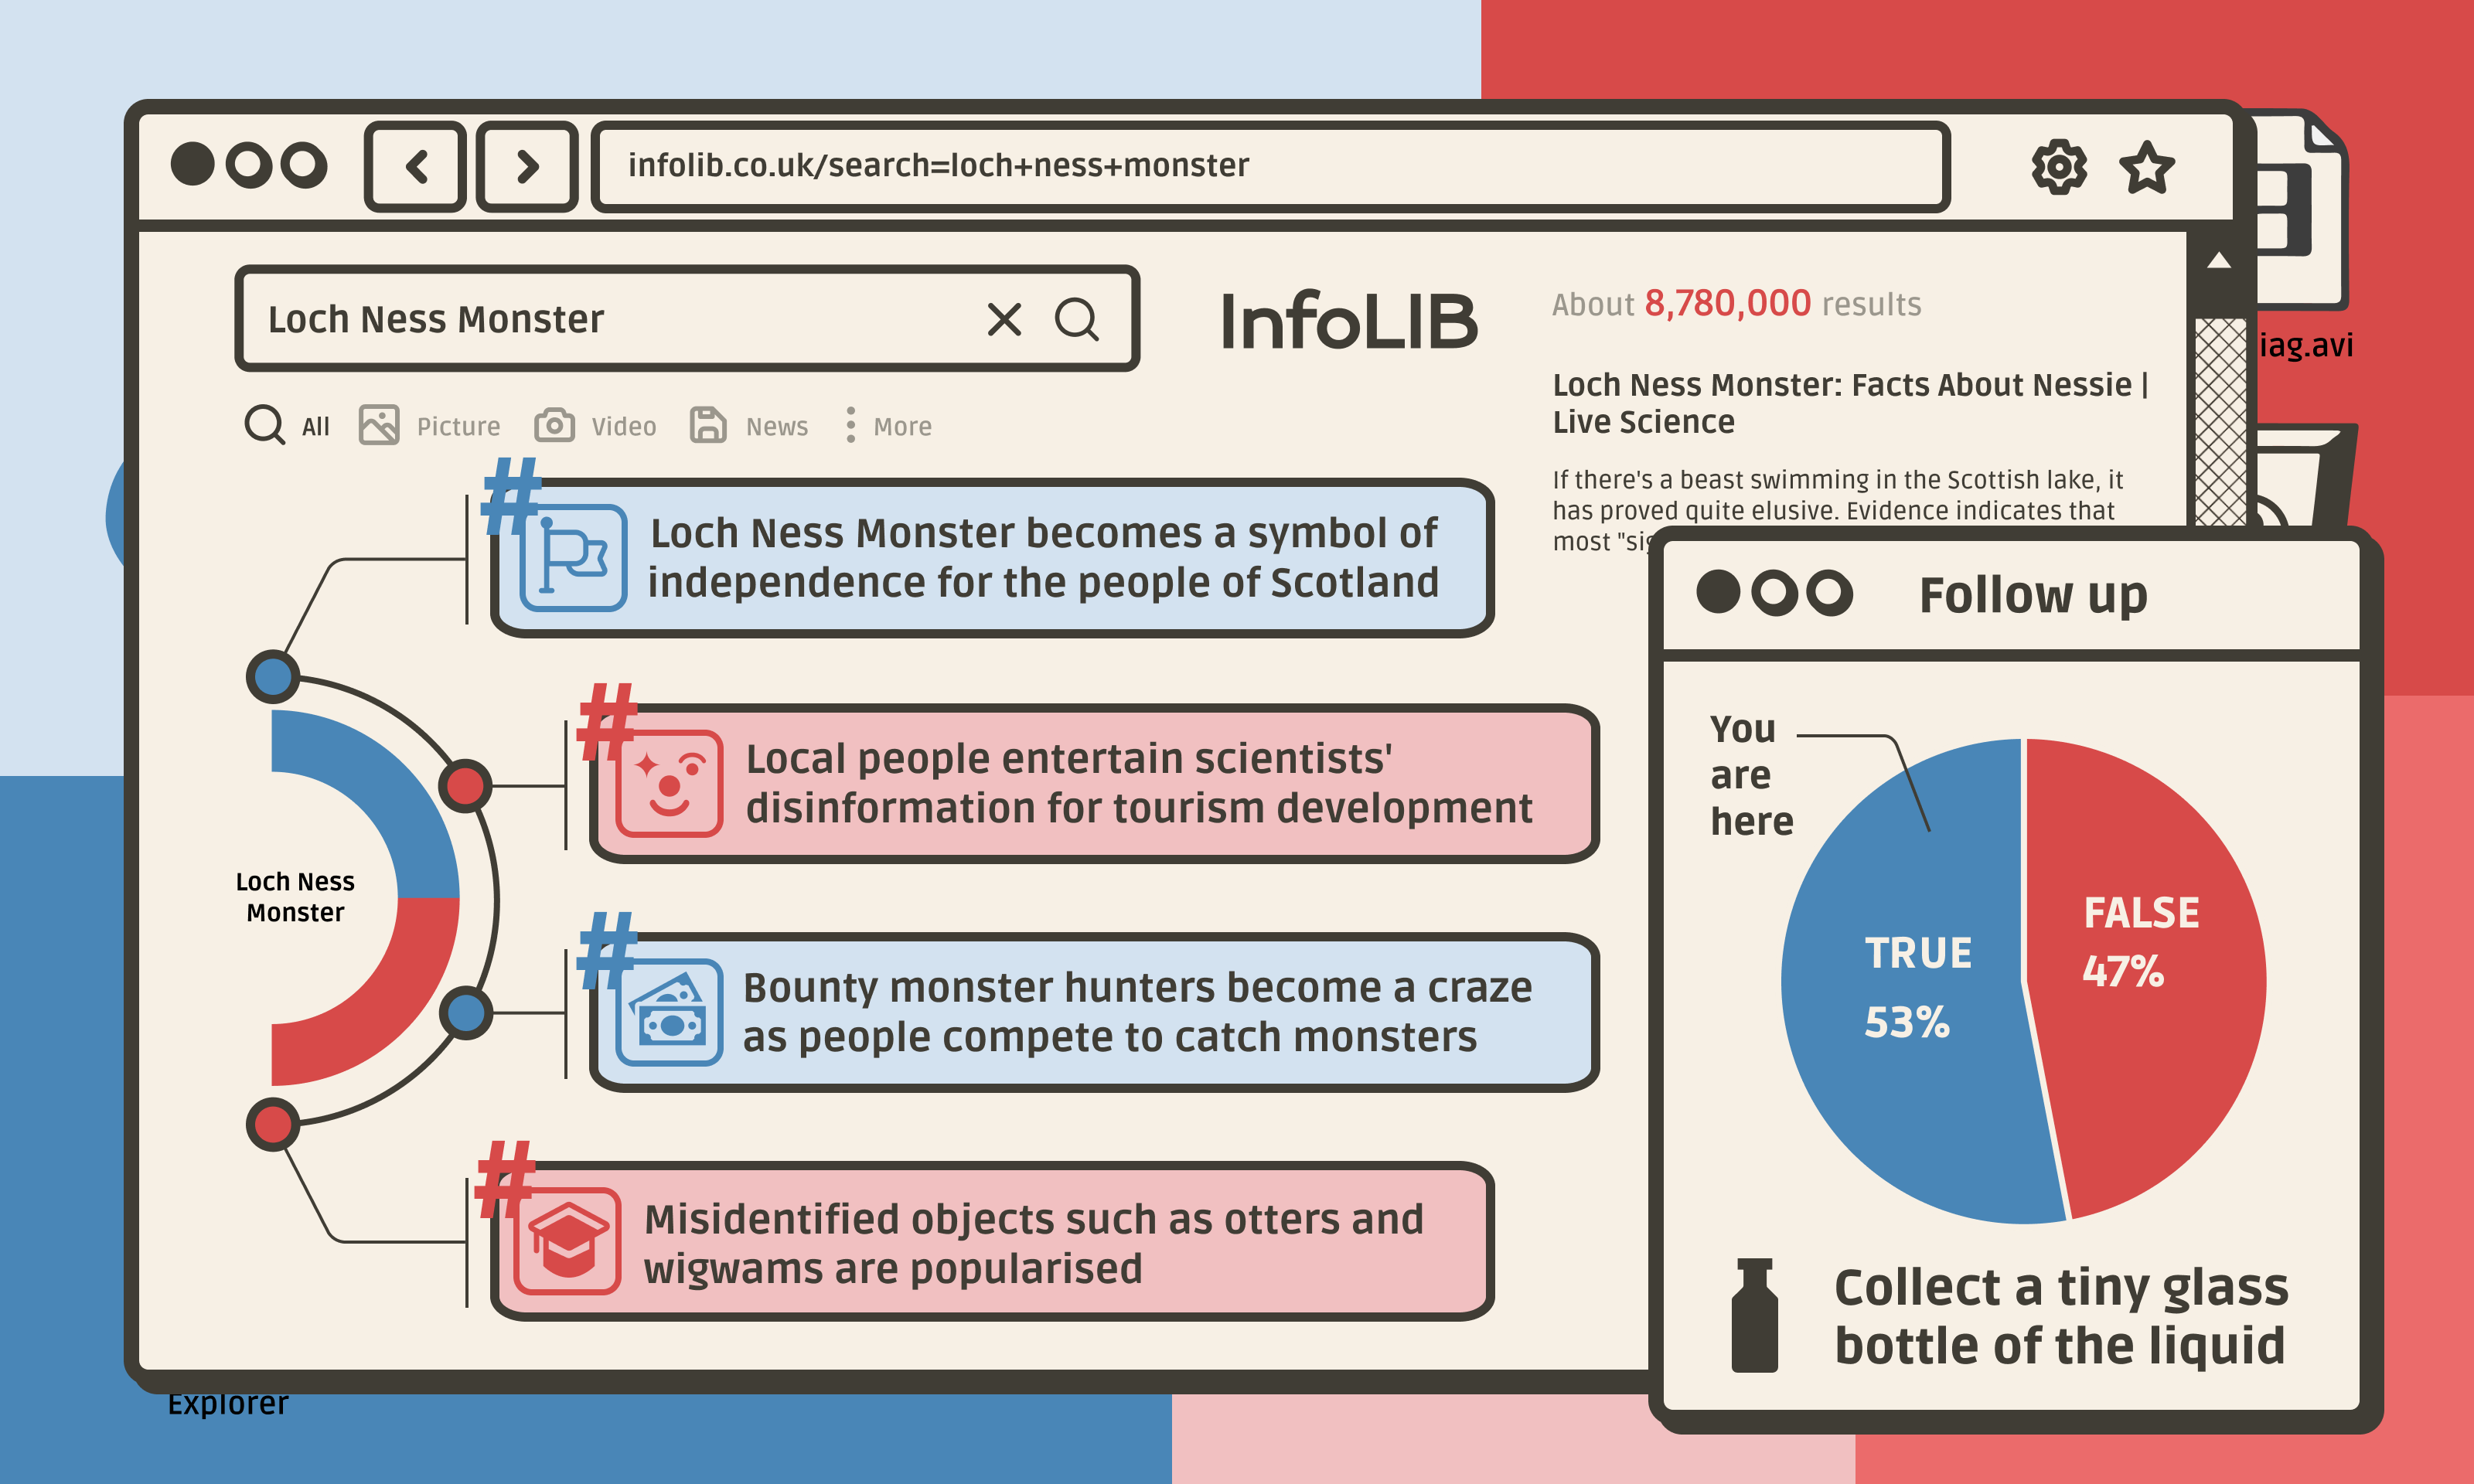 infolib.co.uk/search=loch+ness+monster
Loch Ness Monster
InfoLIB
About 8,780,000 results
All Picture Video News More
Loch Ness Monster: Facts About Nessie |
Live Science
If there's a beast swimming in the Scottish lake, it
has proved quite elusive. Evidence indicates that
most
iag.avi
#
Loch Ness Monster becomes a symbol of
independence for the people of Scotland
#
Local people entertain scientists'
disinformation for tourism development
Loch Ness
Monster
#
Bounty monster hunters become a craze
as people compete to catch monsters
#
Misidentified objects such as otters and
wigwams are popularised
Follow up
You
are
here
TRUE
53%
FALSE
47%
Collect a tiny glass
bottle of the liquid
Explorer